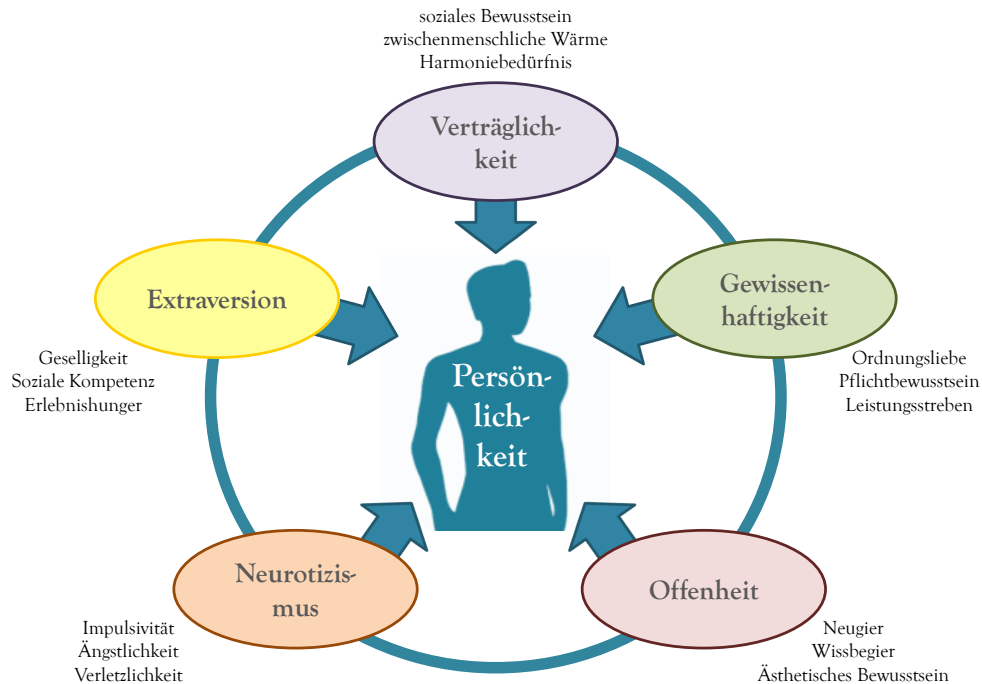 soziales Bewusstsein
zwischenmenschliche Wärme
Harmoniebedürfnis
Verträglich-
keit
Extraversion
Geselligkeit
Soziale Kompetenz
Erlebnishunger
Gewissen-
haftigkeit
Ordnungsliebe
Pflichtbewusstsein
Leistungsstreben
Persön-
lich-
keit
Neurotizis-
mus
Impulsivität
Ängstlichkeit
Verletzlichkeit
Offenheit
Neugier
Wissbegier
Ästhetisches Bewusstsein